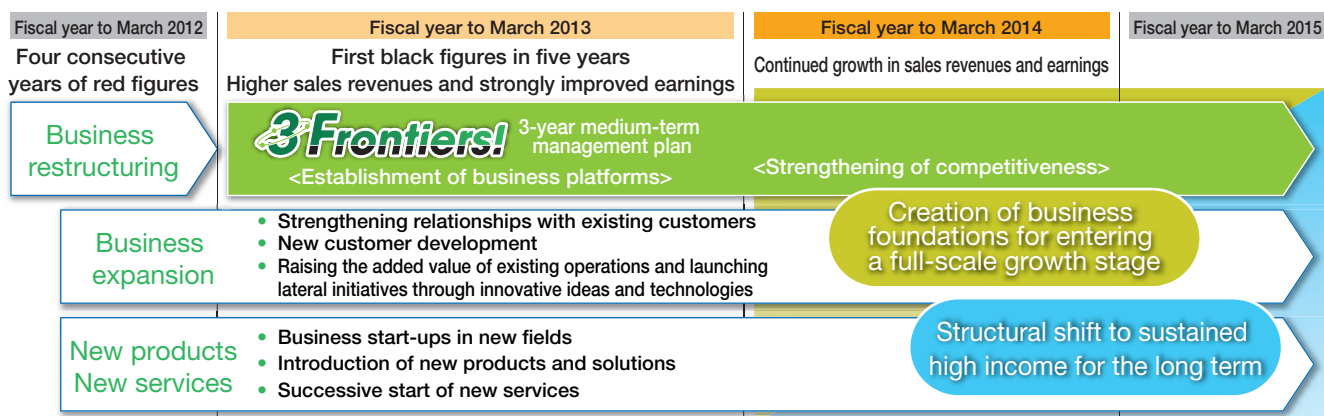 Fiscal year to March 2012
Fiscal year to March 2013
Fiscal year to March 2014
Fiscal year to March 2015
Four consecutive
years of red figures
First black figures in five years
Higher sales revenues and strongly improved earnings
Continued growth in sales revenues and earnings
Business
restructuring
3 Frontiers!
3-year medium-term
management plan
<Establishment of business platforms>
<Strengthening of competitiveness>
Business
expansion
• Strengthening relationships with existing customers
• New customer development
• Raising the added value of existing operations and launching
lateral initiatives through innovative ideas and technologies
Creation of business
foundations for entering
a full-scale growth stage
New products
New services
• Business start-ups in new fields
• Introduction of new products and solutions
• Successive start of new services
Structural shift to sustained
high income for the long term